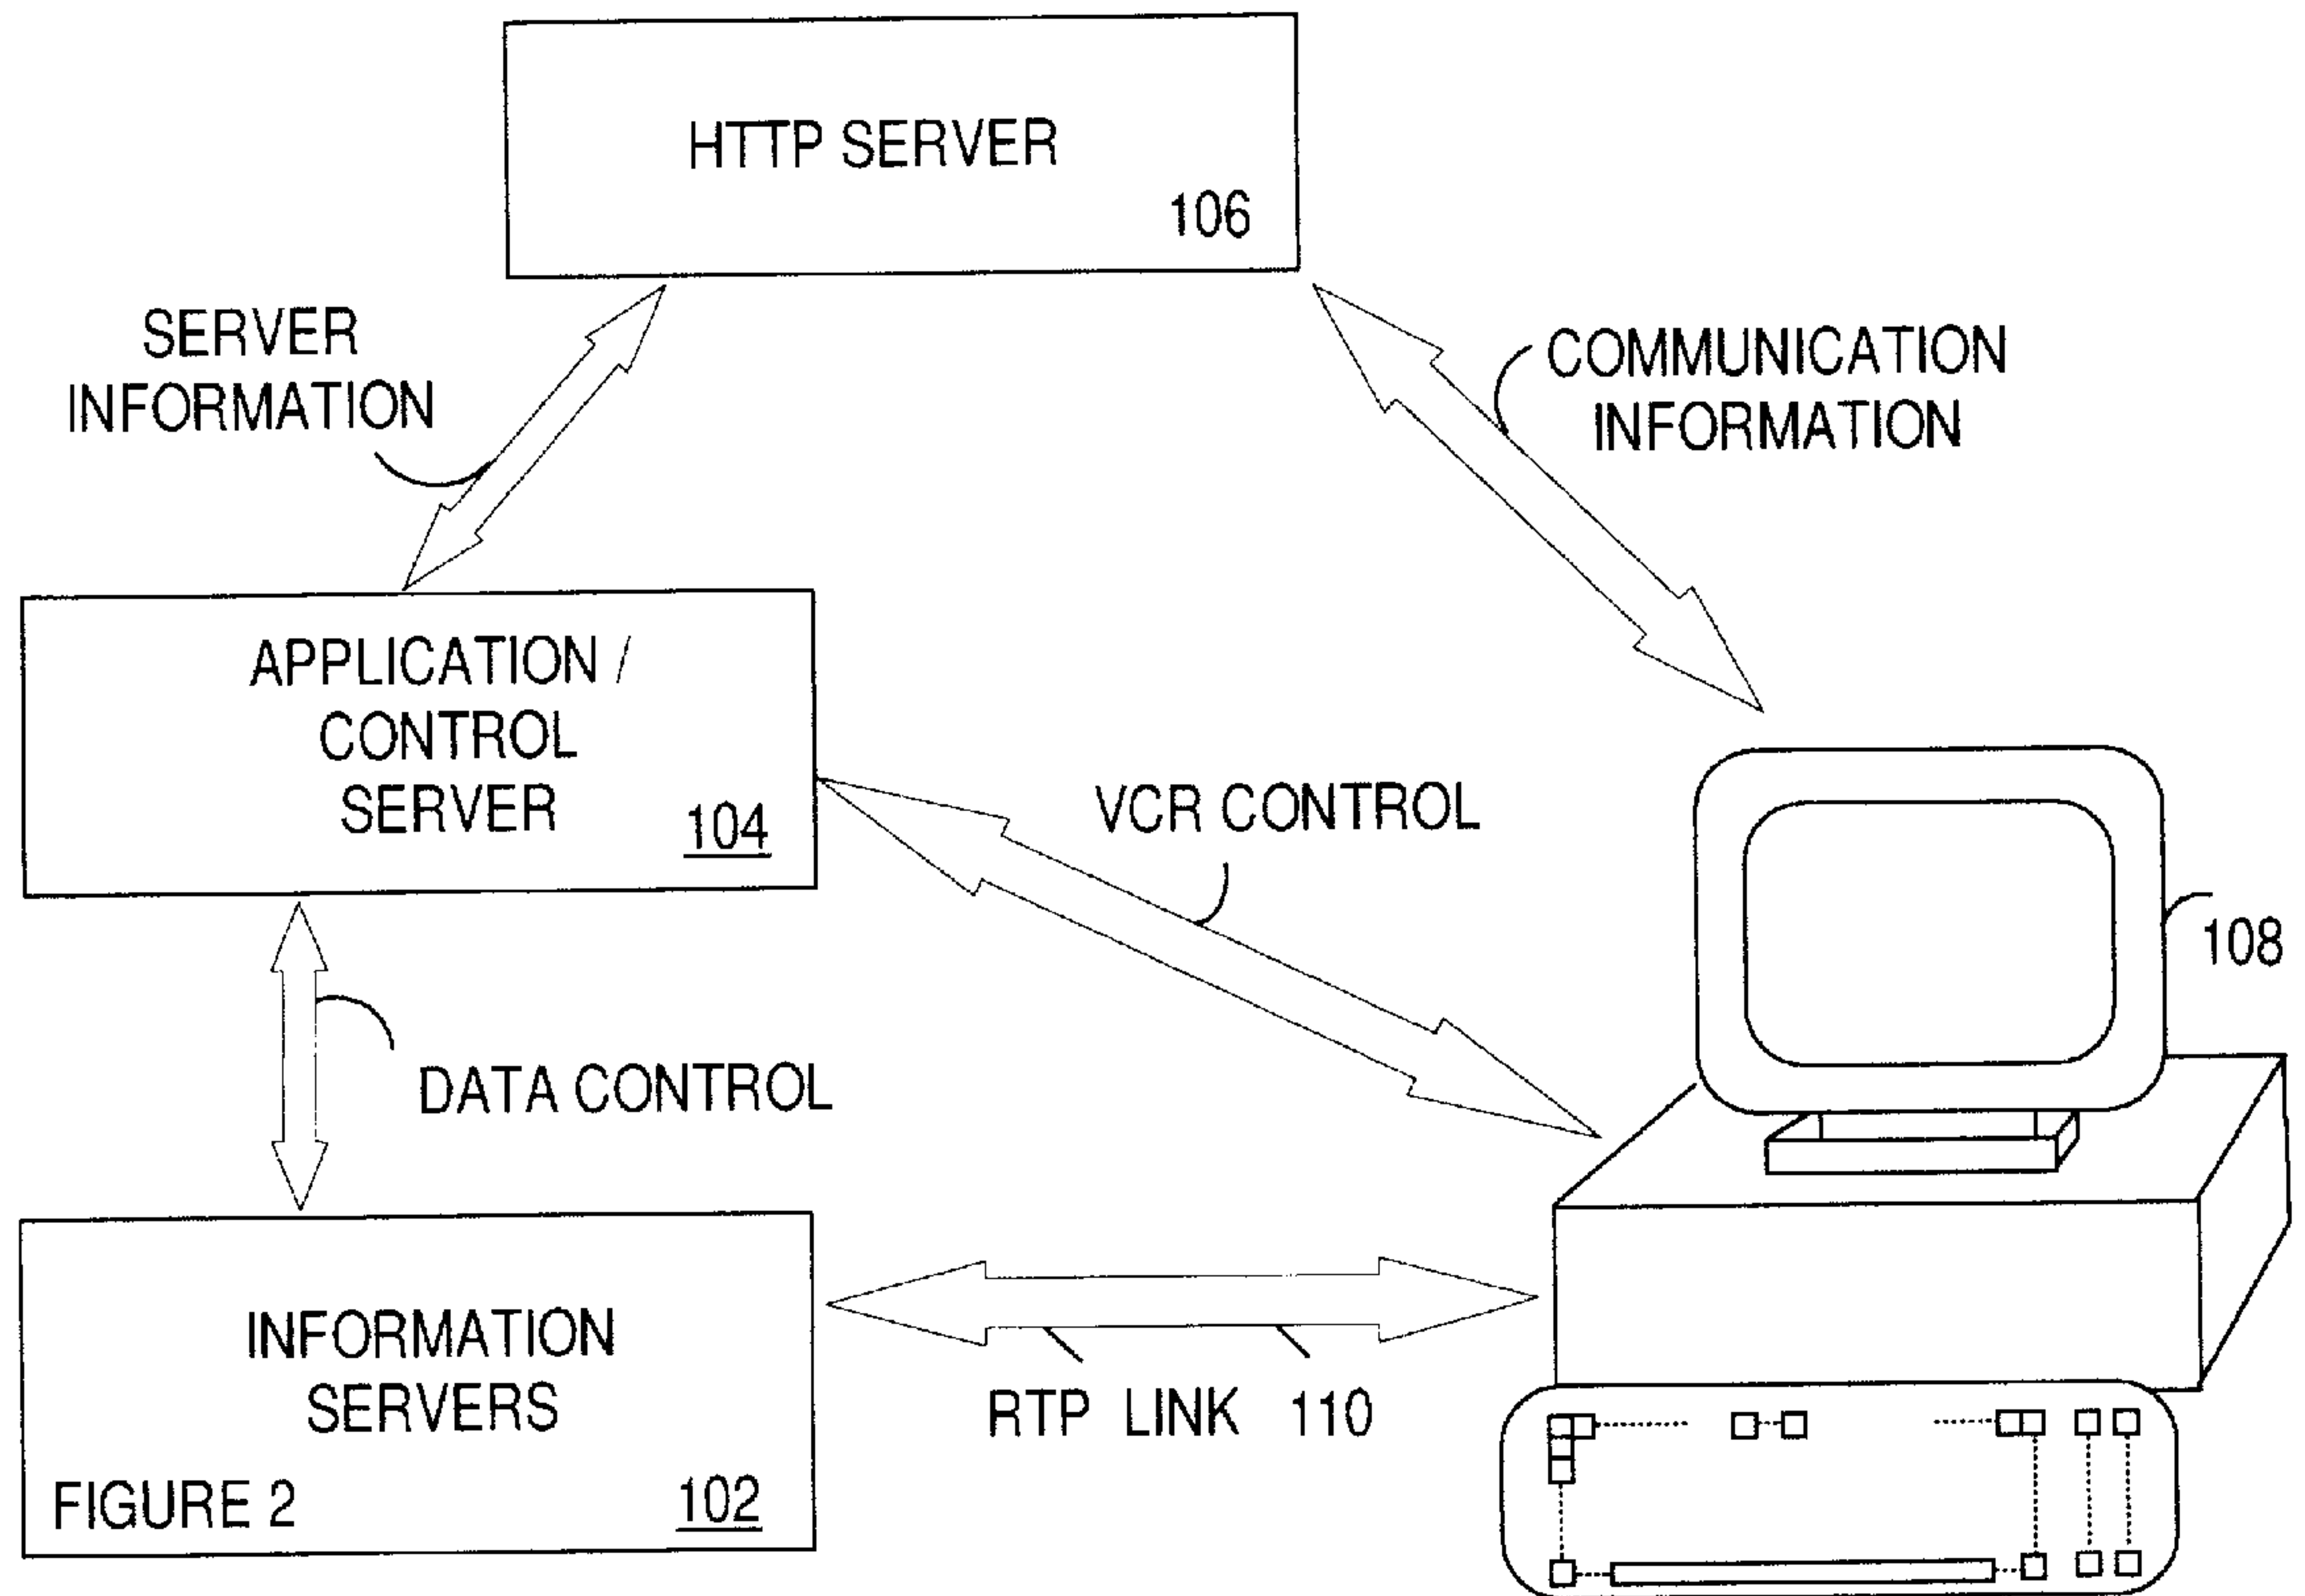 HTTP SERVER
106
SERVER
INFORMATION
COMMUNICATION
INFORMATION
APPLICATION /
CONTROL
SERVER
104
VCR CONTROL
108
DATA CONTROL
INFORMATION
SERVERS
FIGURE 2
102
RTP LINK 110